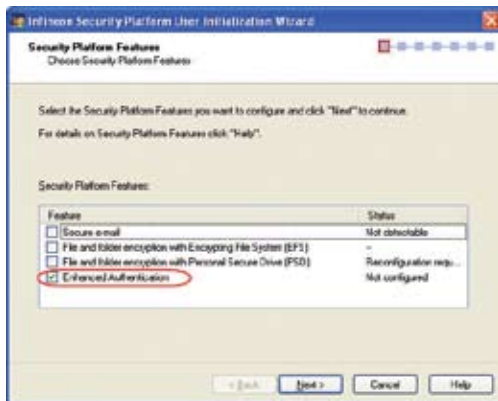 Infineon Security Platform User Initialization Wizard
Security Platform Features
Choose Security Platform Features
Select the Security Platform Features you want to configure and click "Next" to continue.
For details on Security Platform Features click "Help".
Security Platform Features:
Feature Status
Secure e-mail Not detectable
File and folder encryption with Encrypting File System (EFS) -
File and folder encryption with Personal Secure Drive (PSD) Reconfiguration requ...
Enhanced Authentication Not configured
< Back Next > Cancel Help